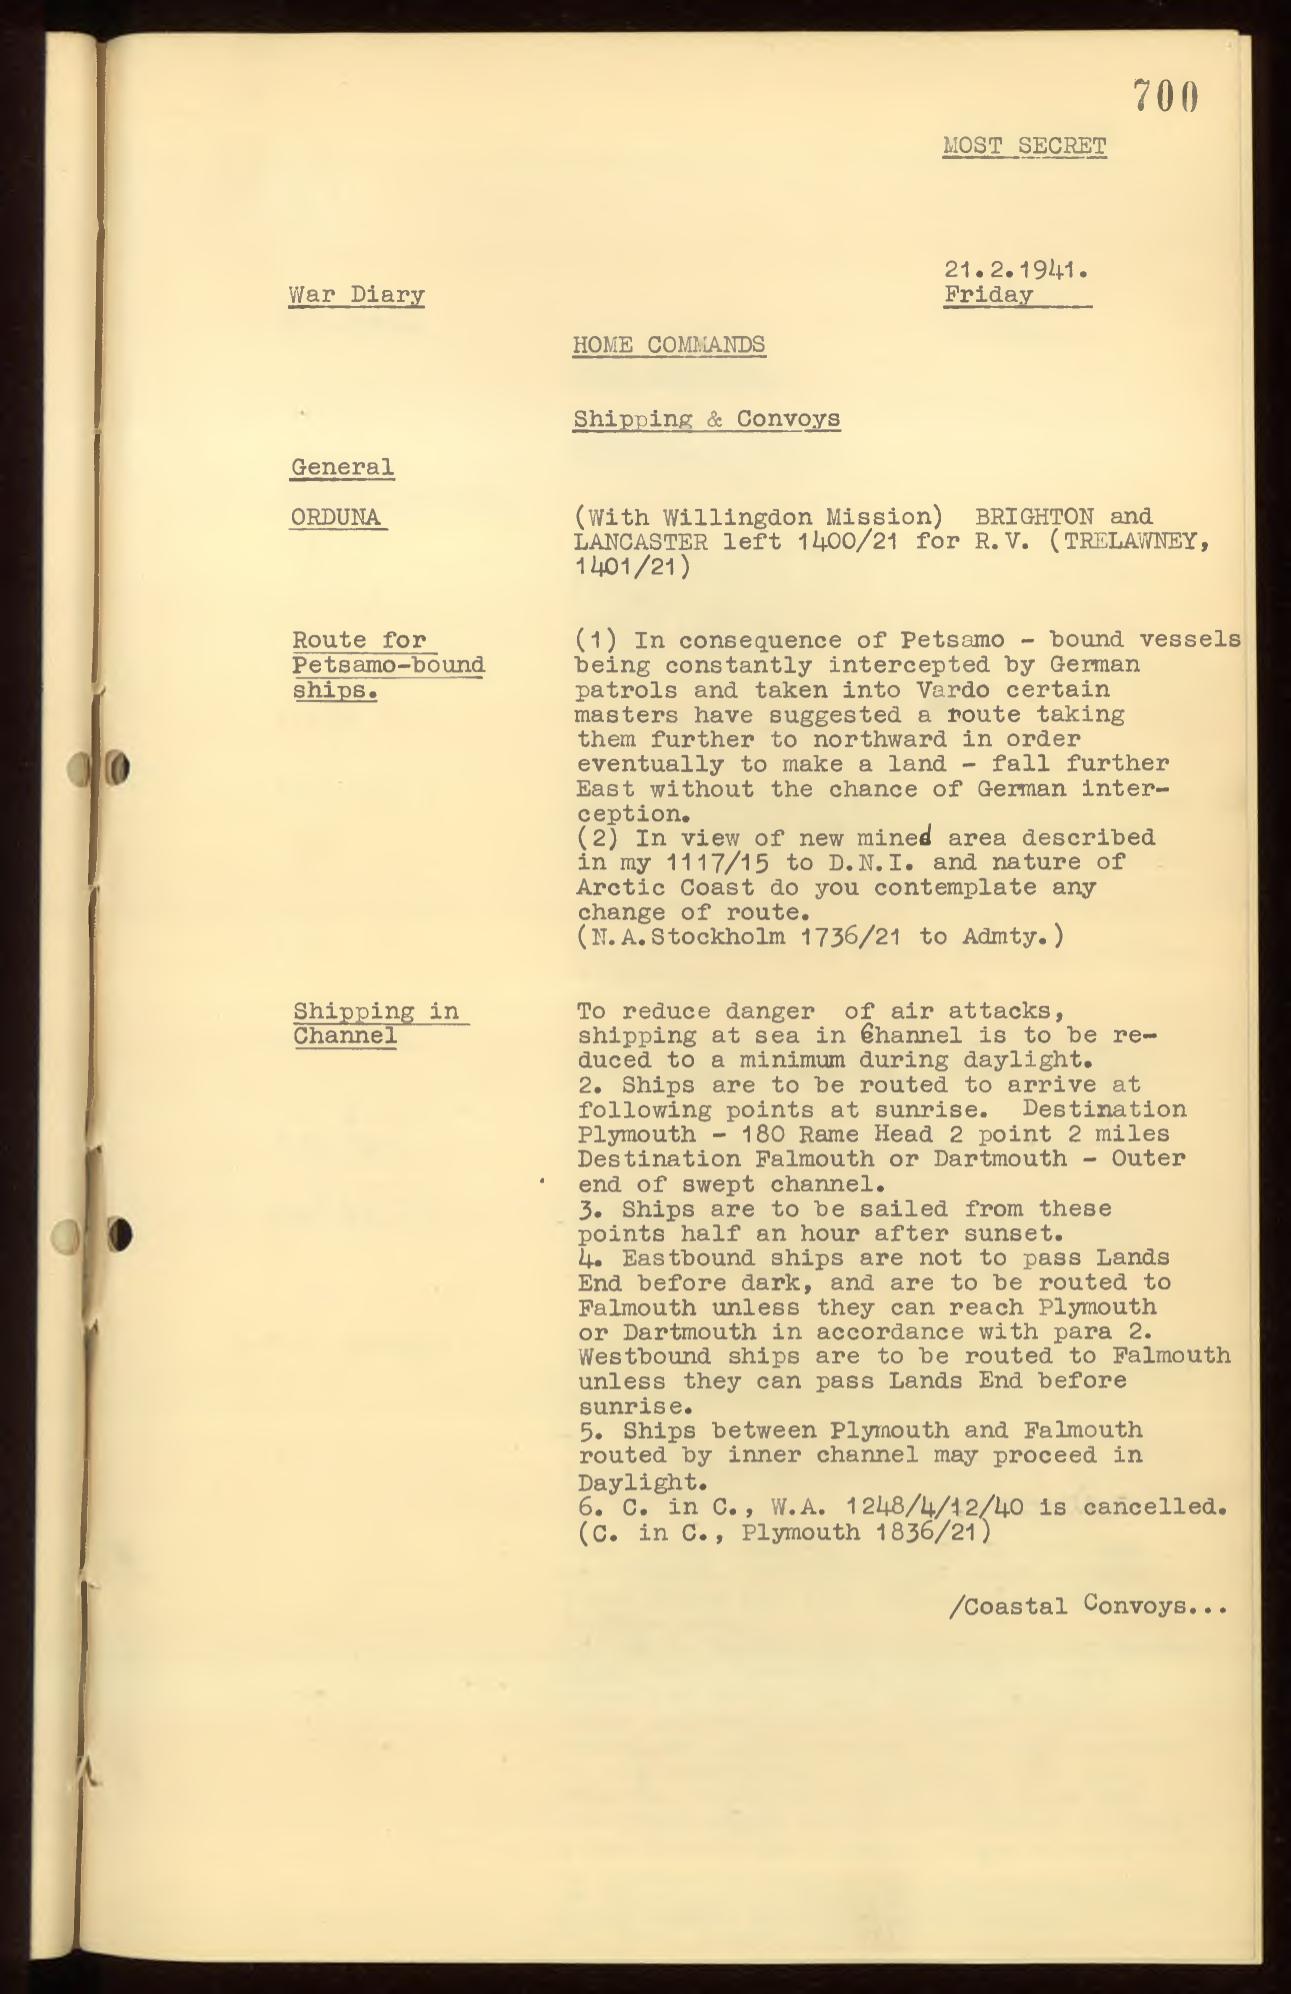 700
MOST SECRET
21.2.1941.
War Diary
Friday
HOME COMMANDS
Shipping & Convoys
General
ORDUNA
(With Willingdon Mission) BRIGHTON and
LANCASTER left 1400/21 for R.V. (TRELAWNEY,
1401/21)
Route for
Petsamo-bound
ships.
(1) In consequence of Petsamo - bound vessels
being constantly intercepted by German
patrols and taken into Vardo certain
masters have suggested a route taking
them further to northward in order
eventually to make a land - fall further
East without the chance of German inter-
ception.
(2) In view of new mined area described
in my 1117/15 to D.N.I. and nature of
Arctic Coast do you contemplate any
change of route.
(N.A.Stockholm 1736/21 to Admty.)
Shipping in
Channel
To reduce danger of air attacks,
shipping at sea in Channel is to be re-
duced to a minimum during daylight.
2. Ships are to be routed to arrive at
following points at sunrise. Destination
Plymouth - 180 Rame Head 2 point 2 miles
Destination Falmouth or Dartmouth - Outer
end of swept channel.
3. Ships are to be sailed from these
points half an hour after sunset.
4. Eastbound ships are not to pass Lands
End before dark, and are to be routed to
Falmouth unless they can reach Plymouth
or Dartmouth in accordance with para 2.
Westbound ships are to be routed to Falmouth
unless they can pass Lands End before
sunrise.
5. Ships between Plymouth and Falmouth
routed by inner channel may proceed in
Daylight.
6. C. in C., W.A. 1248/4/12/40 is cancelled.
(C. in C., Plymouth 1836/21)
/Coastal Convoys...